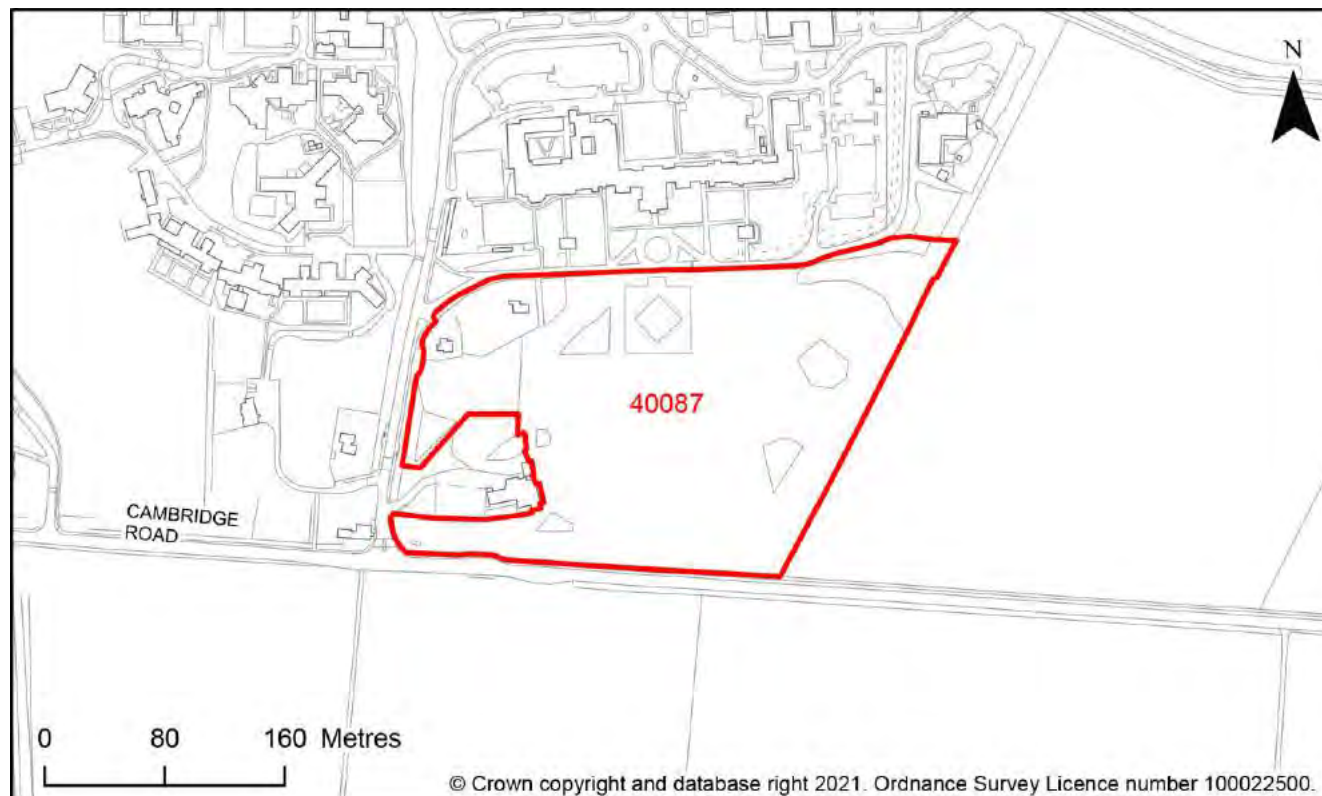 N
40087
CAMBRIDGE
ROAD
0 80 160 Metres
© Crown copyright and database right 2021. Ordnance Survey Licence number 100022500.